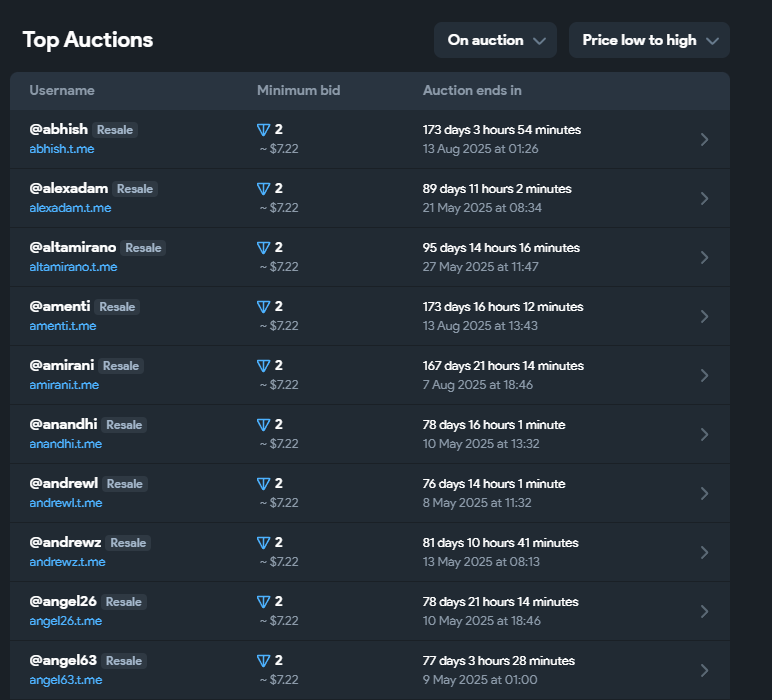 Top Auctions
On auction
Price low to high
Username Minimum bid Auction ends in
@abhish Resale 2 173 days 3 hours 54 minutes
abhish.t.me ~ $7.22 13 Aug 2025 at 01:26
@alexadam Resale 2 89 days 11 hours 2 minutes
alexadam.t.me ~ $7.22 21 May 2025 at 08:34
@altamirano Resale 2 95 days 14 hours 16 minutes
altamirano.t.me ~ $7.22 27 May 2025 at 11:47
@amenti Resale 2 173 days 16 hours 12 minutes
amenti.t.me ~ $7.22 13 Aug 2025 at 13:43
@amirani Resale 2 167 days 21 hours 14 minutes
amirani.t.me ~ $7.22 7 Aug 2025 at 18:46
@anandhi Resale 2 78 days 16 hours 1 minute
anandhi.t.me ~ $7.22 10 May 2025 at 13:32
@andrewl Resale 2 76 days 14 hours 1 minute
andrewl.t.me ~ $7.22 8 May 2025 at 11:32
@andrewz Resale 2 81 days 10 hours 41 minutes
andrewz.t.me ~ $7.22 13 May 2025 at 08:13
@angel26 Resale 2 78 days 21 hours 14 minutes
angel26.t.me ~ $7.22 10 May 2025 at 18:46
@angel63 Resale 2 77 days 3 hours 28 minutes
angel63.t.me ~ $7.22 9 May 2025 at 01:00